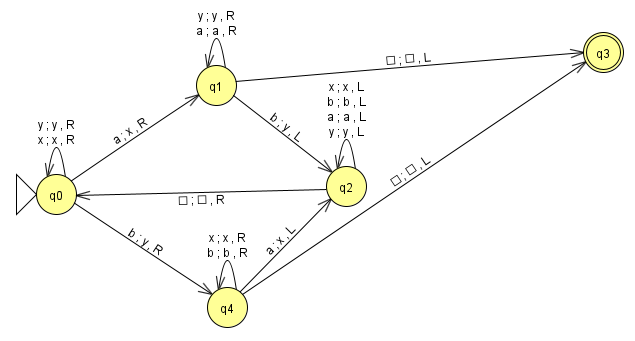 y ; y , R
a ; a , R
q3
□ ; □ , L
q1
x ; x , L
b ; b , L
a ; a , L
y ; y , L
y ; y , R
x ; x , R
a ; x , R
b ; y , L
□ ; □ , L
q0
q2
□ ; □ , R
b ; y , R
x ; x , R
b ; b , R
a ; x , L
q4